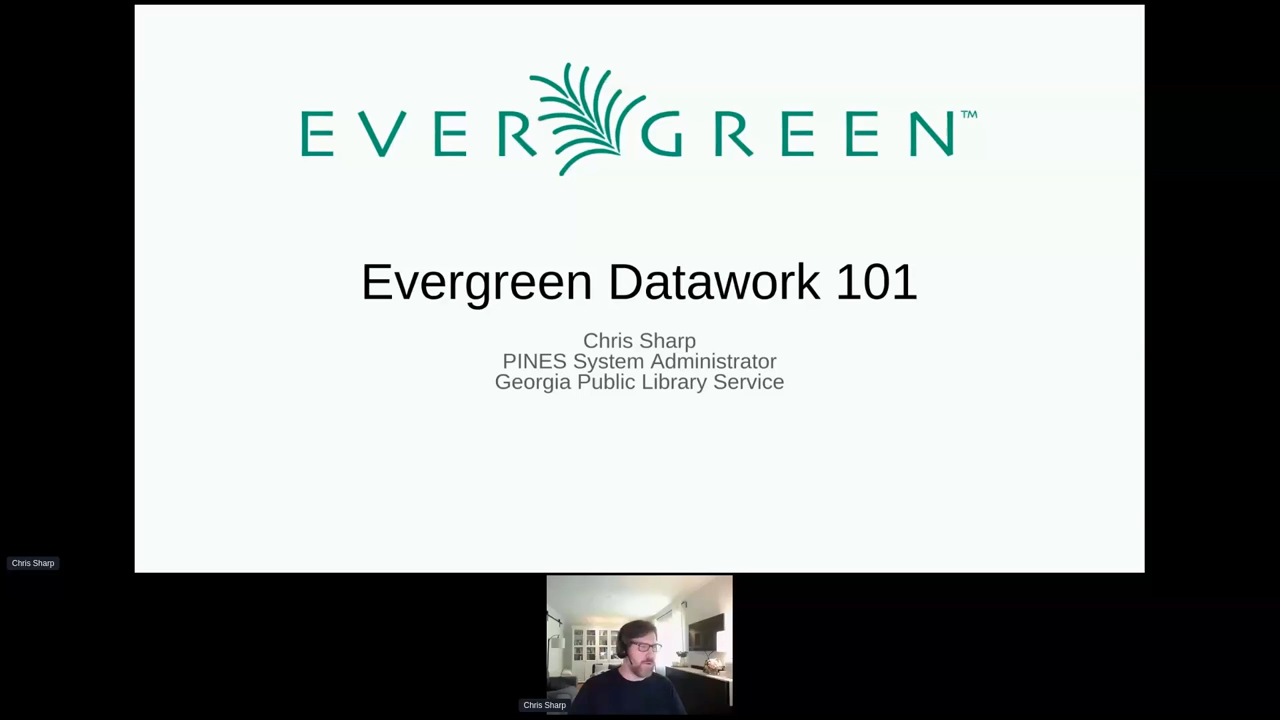 EVERGREEN™
Evergreen Datawork 101
Chris Sharp
PINES System Administrator
Georgia Public Library Service
Chris Sharp
Chris Sharp